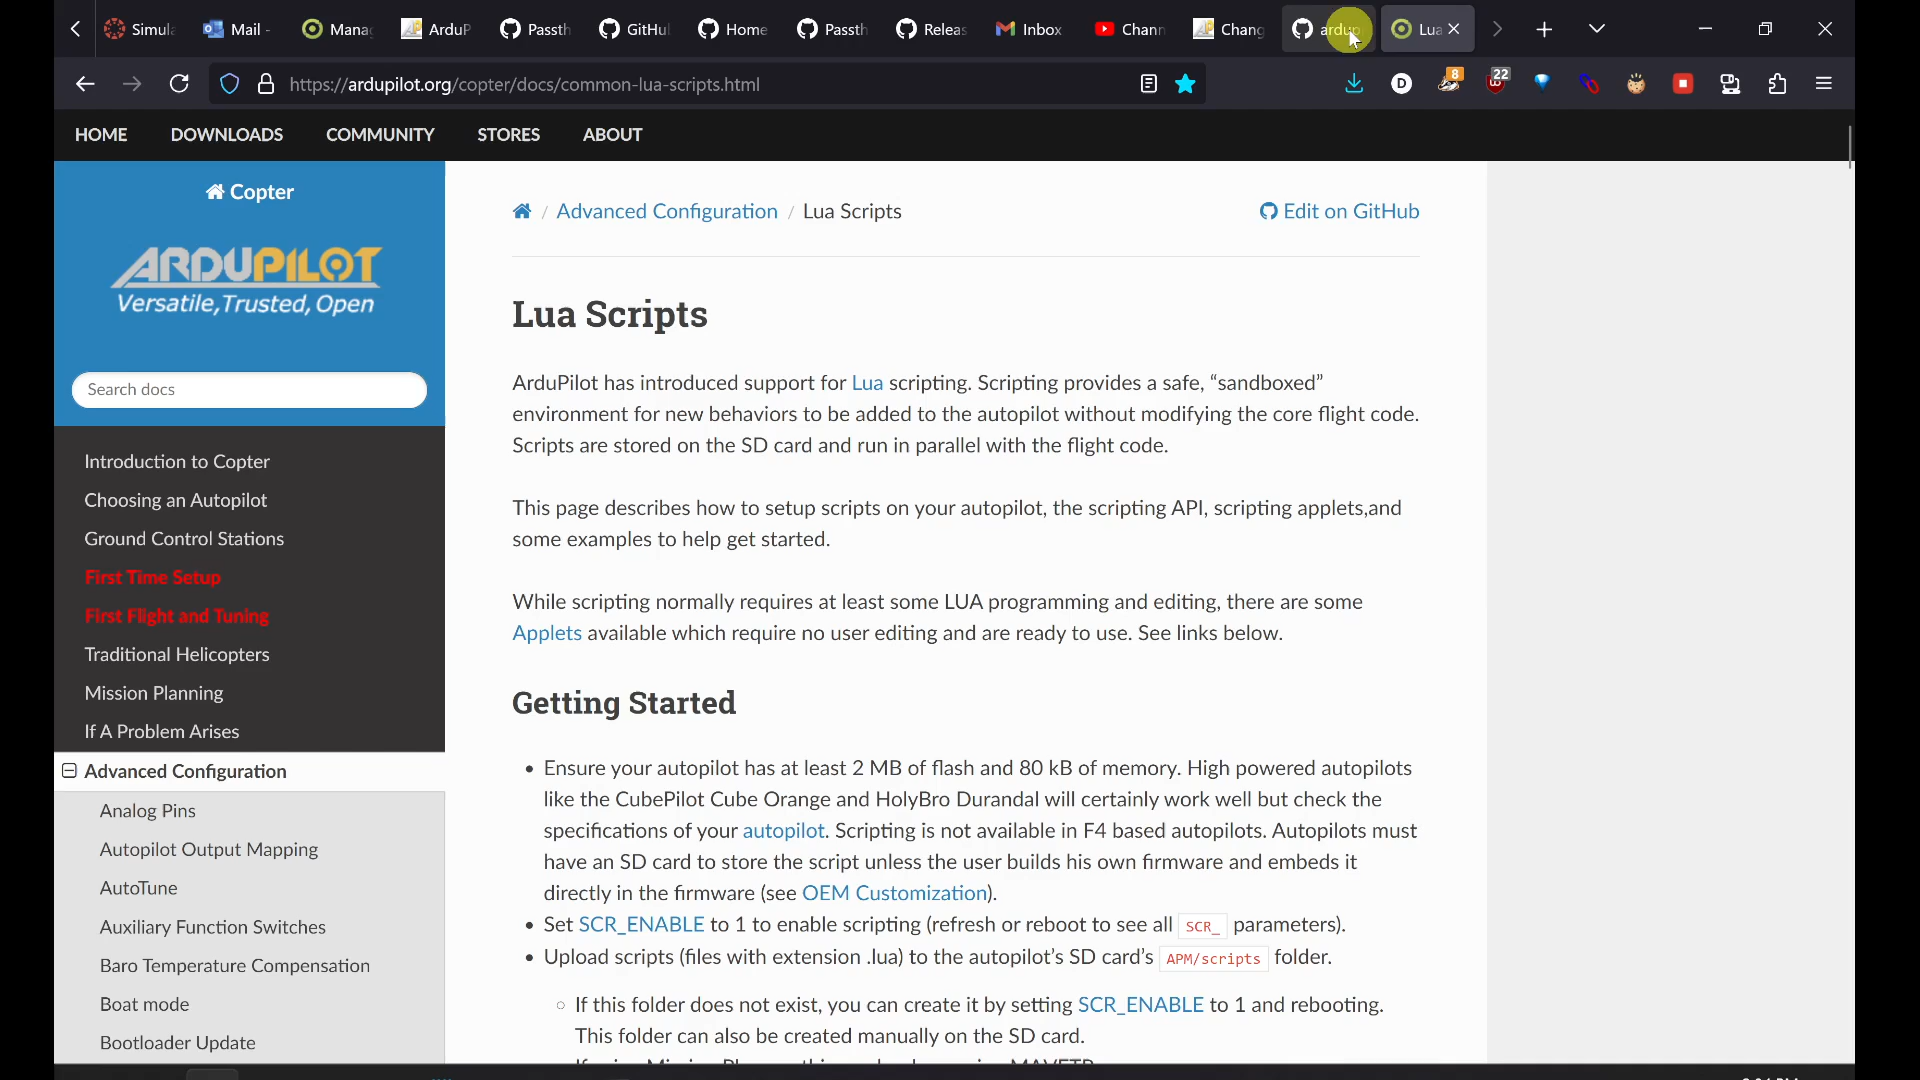 Simula
Mail -
Manag
ArduP
Passth
GitHu
Home
Passth
Releas
Inbox
Chann
Chang
ardup
Lua
https://ardupilot.org/copter/docs/common-lua-scripts.html
8
22
D
HOME
DOWNLOADS
COMMUNITY
STORES
ABOUT
Copter
ARDUPILOT
Versatile,Trusted, Open
Search docs
Introduction to Copter
Choosing an Autopilot
Ground Control Stations
First Time Setup
First Flight and Tuning
Traditional Helicopters
Mission Planning
If A Problem Arises
Advanced Configuration
Analog Pins
Autopilot Output Mapping
AutoTune
Auxiliary Function Switches
Baro Temperature Compensation
Boat mode
Bootloader Update
/ Advanced Configuration / Lua Scripts
Edit on GitHub
Lua Scripts
ArduPilot has introduced support for Lua scripting. Scripting provides a safe, “sandboxed”
environment for new behaviors to be added to the autopilot without modifying the core flight code.
Scripts are stored on the SD card and run in parallel with the flight code.
This page describes how to setup scripts on your autopilot, the scripting API, scripting applets,and
some examples to help get started.
While scripting normally requires at least some LUA programming and editing, there are some
Applets available which require no user editing and are ready to use. See links below.
Getting Started
• Ensure your autopilot has at least 2 MB of flash and 80 kB of memory. High powered autopilots
like the CubePilot Cube Orange and HolyBro Durandal will certainly work well but check the
specifications of your autopilot. Scripting is not available in F4 based autopilots. Autopilots must
have an SD card to store the script unless the user builds his own firmware and embeds it
directly in the firmware (see OEM Customization).
• Set SCR_ENABLE to 1 to enable scripting (refresh or reboot to see all SCR_ parameters).
• Upload scripts (files with extension .lua) to the autopilot’s SD card’s APM/scripts folder.
○ If this folder does not exist, you can create it by setting SCR_ENABLE to 1 and rebooting.
This folder can also be created manually on the SD card.